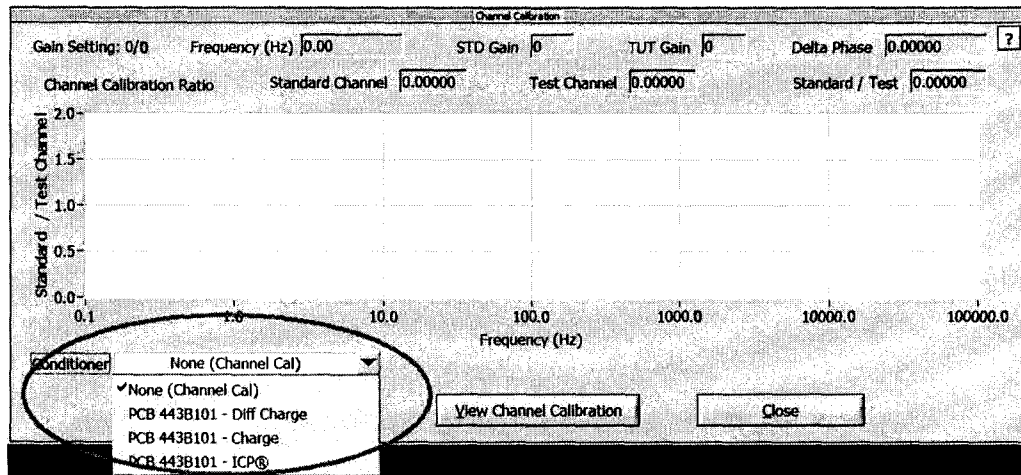 Channel Calibration
Gain Setting: 0/0 Frequency (Hz) 0.00 STD Gain 0 TUT Gain 0 Delta Phase 0.00000 ?
Channel Calibration Ratio Standard Channel 0.00000 Test Channel 0.00000 Standard / Test 0.00000
Standard / Test Channel
2.0
1.5
1.0
0.5
0.0
0.1 1.0 10.0 100.0 1000.0 10000.0 100000.0
Frequency (Hz)
Conditioner None (Channel Cal)
✓None (Channel Cal)
PCB 443B101 - Diff Charge
PCB 443B101 - Charge
PCB 443B101 - ICP®
View Channel Calibration Close